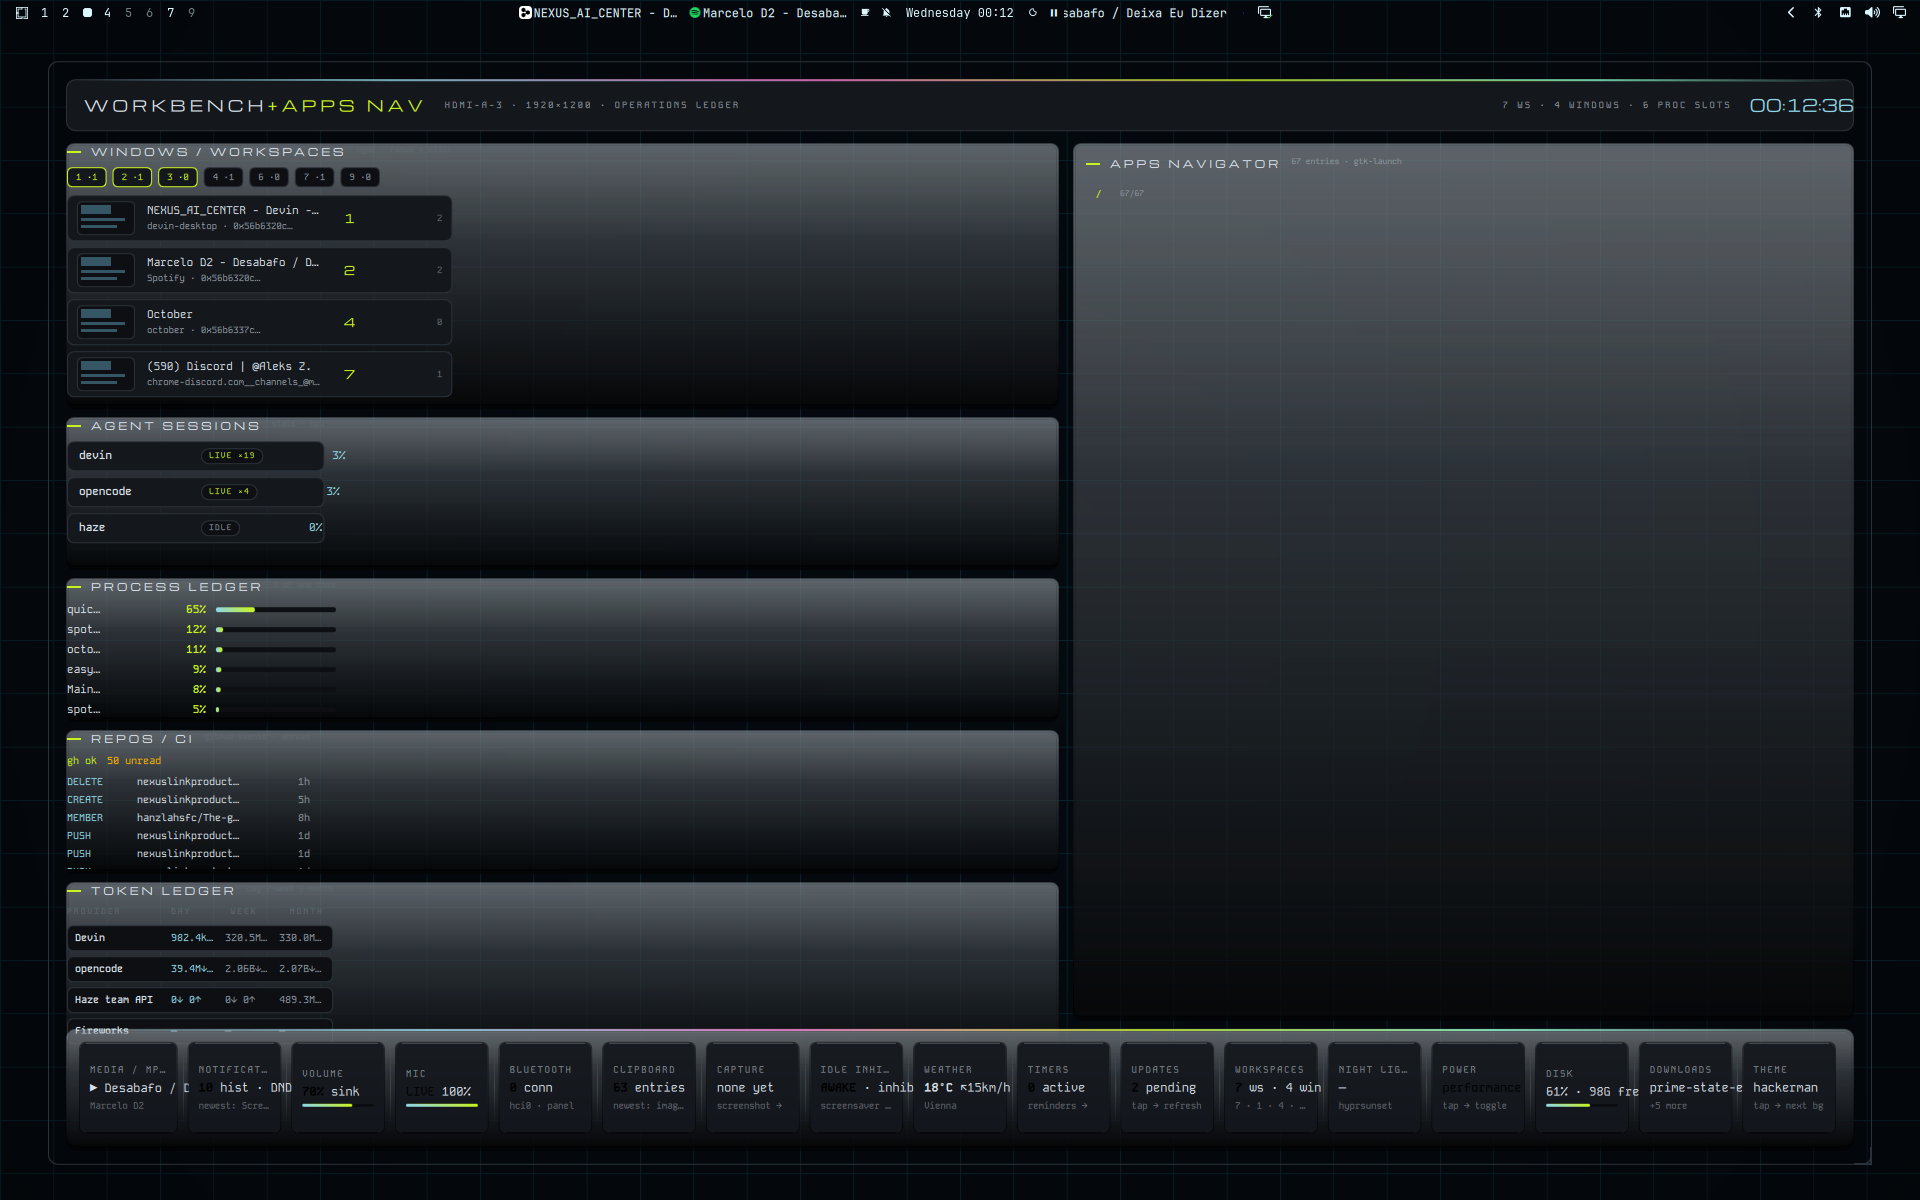 1 2 4 5 6 7 9 NEXUS_AI_CENTER - D… Marcelo D2 - Desaba… Wednesday 00:12 sabafo / Deixa Eu Dizer
WORKBENCH+APPS NAV HDMI-A-3 · 1920×1200 · OPERATIONS LEDGER 7 WS · 4 WINDOWS · 6 PROC SLOTS 00:12:36
WINDOWS / WORKSPACES
1 ·1 2 ·1 3 ·0 4 ·1 6 ·0 7 ·1 9 ·0
NEXUS_AI_CENTER - Devin -… 1 2
devin-desktop · 0x56b6320c…
Marcelo D2 - Desabafo / D… 2 2
Spotify · 0x56b6320c…
October 4 0
october · 0x56b6337c…
(590) Discord | @Aleks Z. 7 1
chrome-discord.com__channels_@m…
AGENT SESSIONS
devin LIVE ×19 3%
opencode LIVE ×4 3%
haze IDLE 0%
PROCESS LEDGER
quic… 65%
spot… 12%
octo… 11%
easy… 9%
Main… 8%
spot… 5%
REPOS / CI
gh ok 50 unread
DELETE nexuslinkproduct… 1h
CREATE nexuslinkproduct… 5h
MEMBER hanzlahsfc/The-g… 8h
PUSH nexuslinkproduct… 1d
PUSH nexuslinkproduct… 1d
TOKEN LEDGER
PROVIDER DAY WEEK MONTH
Devin 982.4k… 320.5M… 330.0M…
opencode 39.4M↓… 2.06B↓… 2.07B↓…
Haze team API 0↓ 0↑ 0↓ 0↑ 489.3M…
Fireworks — — —
APPS NAVIGATOR 67 entries · gtk-launch
/ 67/67
MEDIA / MP…
▶ Desabafo / D
Marcelo D2
NOTIFICAT…
10 hist · DND
newest: Scre…
VOLUME
70% sink
MIC
LIVE 100%
BLUETOOTH
0 conn
hci0 · panel
CLIPBOARD
63 entries
newest: imag…
CAPTURE
none yet
screenshot →
IDLE INHI…
AWAKE · inhib
screensaver …
WEATHER
18°C ↖15km/h
Vienna
TIMERS
0 active
reminders →
UPDATES
2 pending
tap → refresh
WORKSPACES
7 ws · 4 win
7 · 1 · 4 · …
NIGHT LIG…
—
hyprsunset
POWER
performance
tap → toggle
DISK
61% · 98G fre
DOWNLOADS
prime-state-e
+5 more
THEME
hackerman
tap → next bg